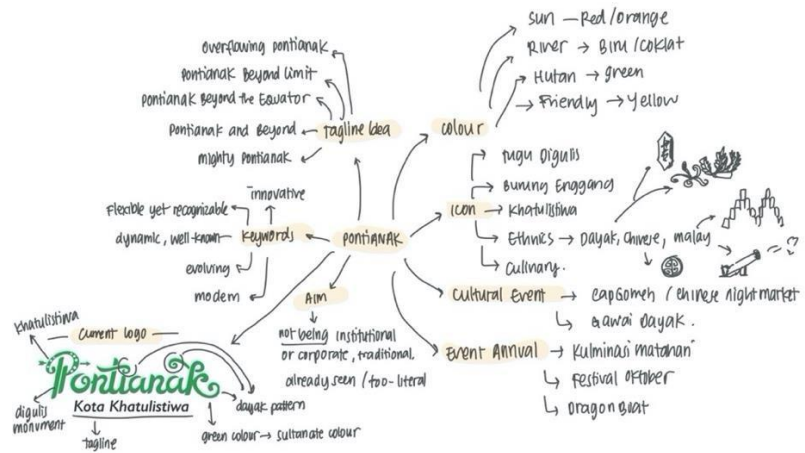 overflowing pontianak
pontianak Beyond limit
pontianak Beyond the Equator
Pontianak and Beyond
mighty Pontianak
Tagline Idea
colour
Sun — Red/orange
River → Biru/coklat
Hutan → green
Friendly → Yellow
Icon
tugu Digulis
Burung Enggang
Khatulistiwa
Ethnics → Dayak, chinese, malay
Culinary.
innovative
Flexible yet recognizable
dynamic, well-known
evolving
modern
keywords
PONTIANAK
Aim
not being institutional
or corporate, traditional,
already seen / too-literal
Cultural Event
capGomeh / chinese night market
gawai Dayak.
Event Annual
Kulminasi matahari
Festival Oktober
Dragon Boat
Khatulistiwa
current logo
Pontianak
Kota Khatulistiwa
digulis
monument
tagline
green colour → sultanate colour
dayak pattern